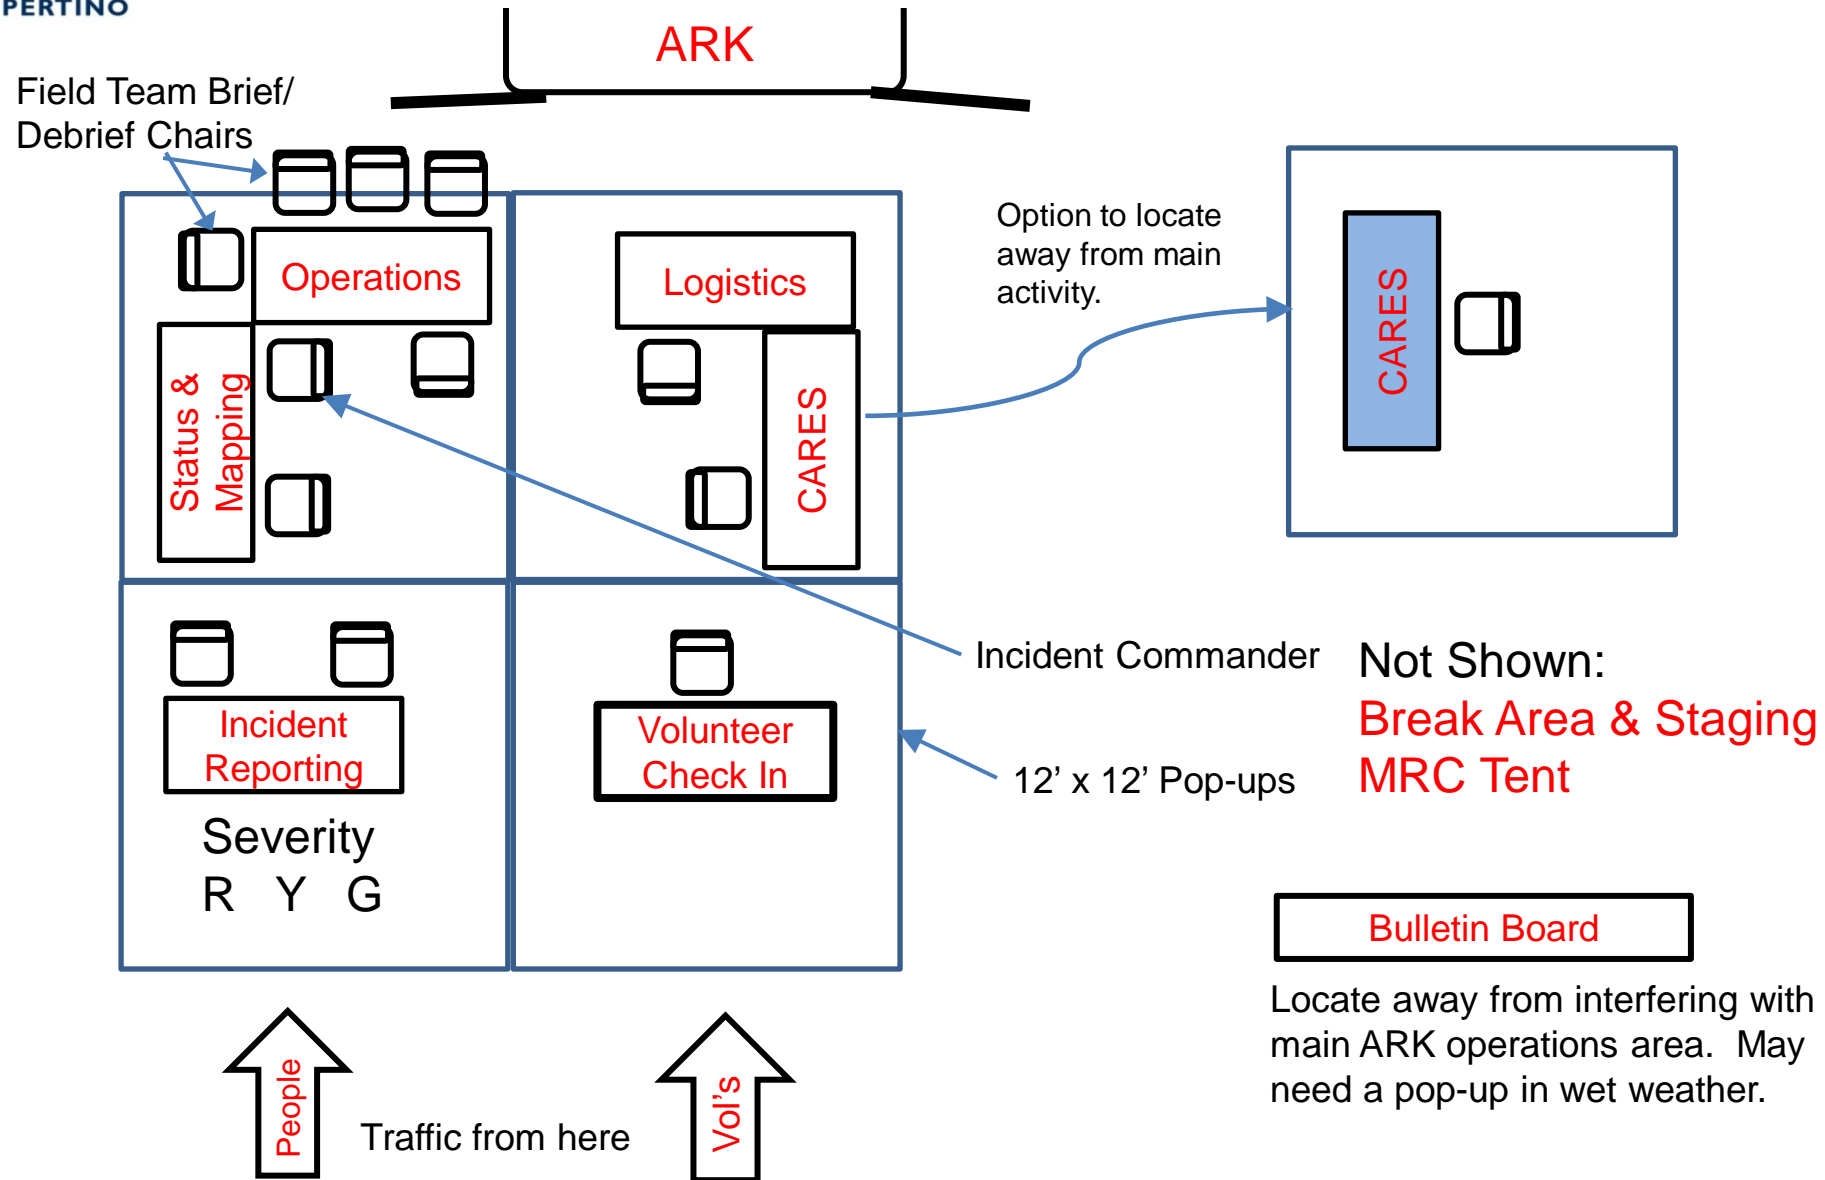 PERTINO
ARK
Field Team Brief/
Debrief Chairs
Operations
Logistics
Option to locate
away from main
activity.
CARES
Status &
Mapping
CARES
Incident Commander
Not Shown:
Break Area & Staging
MRC Tent
Incident
Reporting
Volunteer
Check In
12’ x 12’ Pop-ups
Severity
R Y G
Bulletin Board
Locate away from interfering with
main ARK operations area. May
need a pop-up in wet weather.
People
Traffic from here
Vol’s